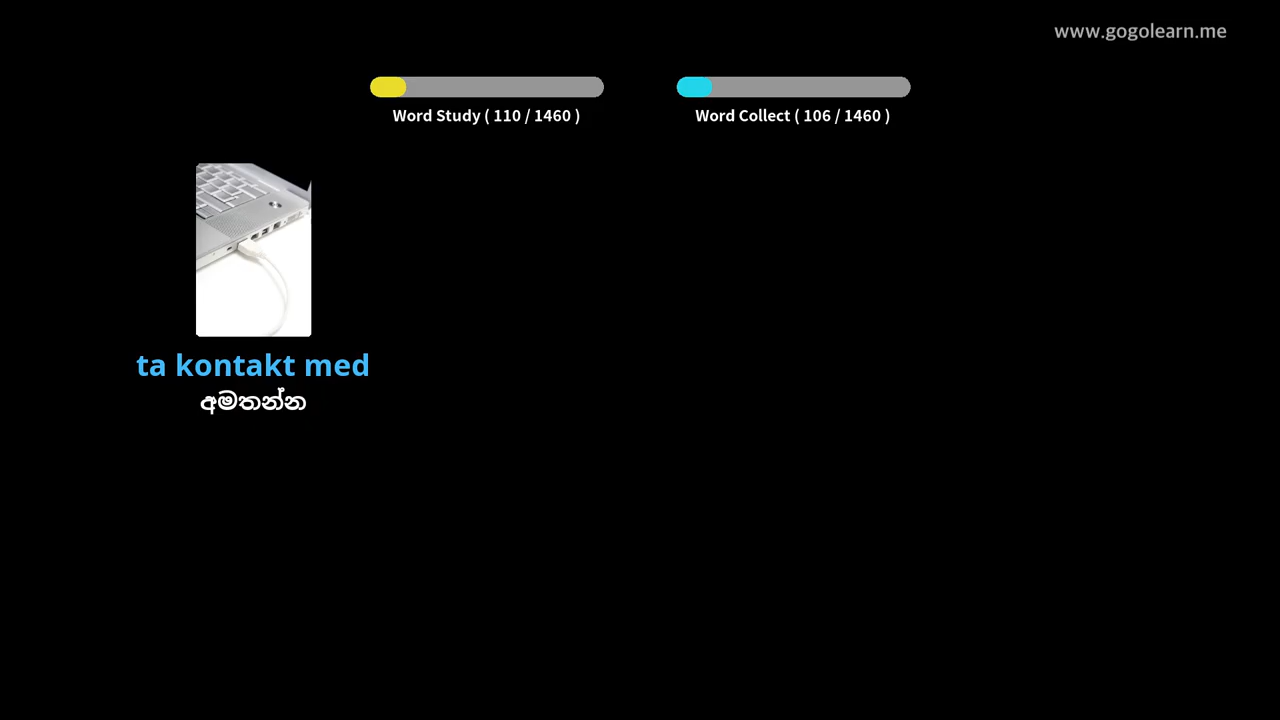 www.gogolearn.me
Word Study ( 110 / 1460 )
Word Collect ( 106 / 1460 )
ta kontakt med
අමතන්න